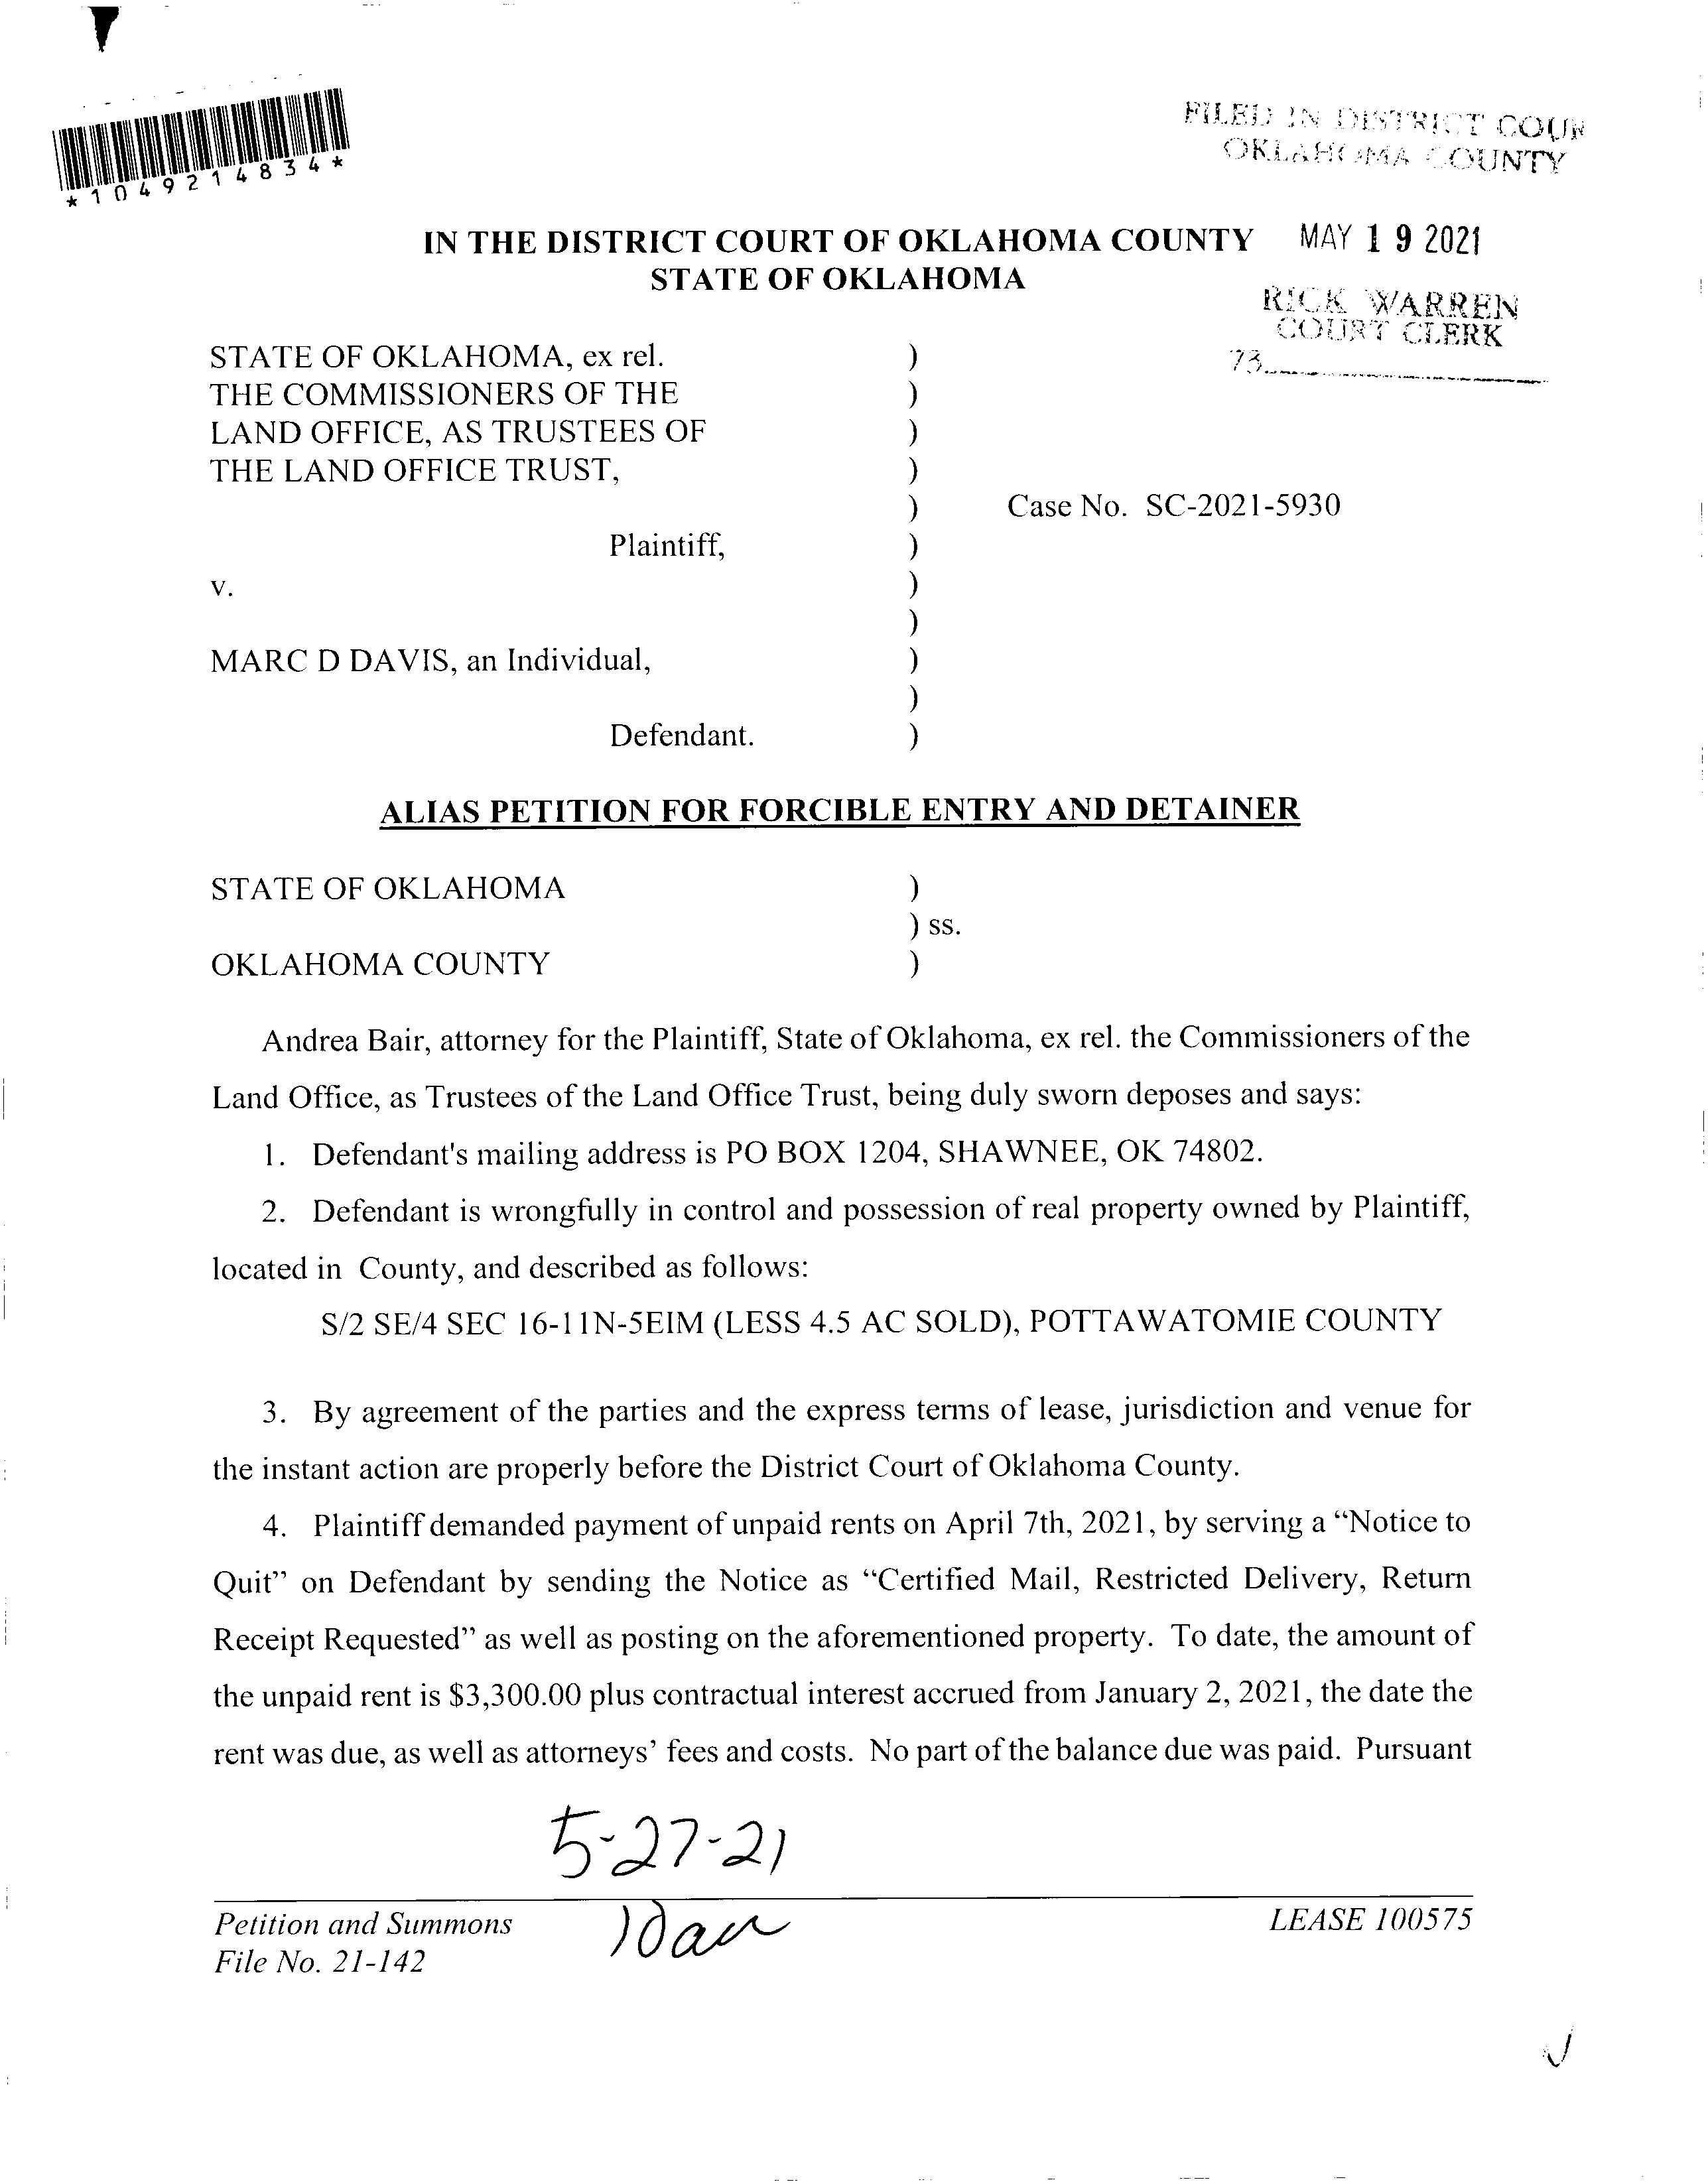 *1049214834*
FILED IN DISTRICT COUR
OKLAHOMA COUNTY
IN THE DISTRICT COURT OF OKLAHOMA COUNTY MAY 19 2021
STATE OF OKLAHOMA
RICK WARREN
COURT CLERK
73
STATE OF OKLAHOMA, ex rel. )
THE COMMISSIONERS OF THE )
LAND OFFICE, AS TRUSTEES OF )
THE LAND OFFICE TRUST, )
) Case No. SC-2021-5930
Plaintiff, )
v. )
)
MARC D DAVIS, an Individual, )
)
Defendant. )
ALIAS PETITION FOR FORCIBLE ENTRY AND DETAINER
STATE OF OKLAHOMA )
) ss.
OKLAHOMA COUNTY )
Andrea Bair, attorney for the Plaintiff, State of Oklahoma, ex rel. the Commissioners of the
Land Office, as Trustees of the Land Office Trust, being duly sworn deposes and says:
1. Defendant's mailing address is PO BOX 1204, SHAWNEE, OK 74802.
2. Defendant is wrongfully in control and possession of real property owned by Plaintiff,
located in County, and described as follows:
S/2 SE/4 SEC 16-11N-5EIM (LESS 4.5 AC SOLD), POTTAWATOMIE COUNTY
3. By agreement of the parties and the express terms of lease, jurisdiction and venue for
the instant action are properly before the District Court of Oklahoma County.
4. Plaintiff demanded payment of unpaid rents on April 7th, 2021, by serving a “Notice to
Quit” on Defendant by sending the Notice as “Certified Mail, Restricted Delivery, Return
Receipt Requested” as well as posting on the aforementioned property. To date, the amount of
the unpaid rent is $3,300.00 plus contractual interest accrued from January 2, 2021, the date the
rent was due, as well as attorneys’ fees and costs. No part of the balance due was paid. Pursuant
5-27-21
10am
Petition and Summons
File No. 21-142
LEASE 100575